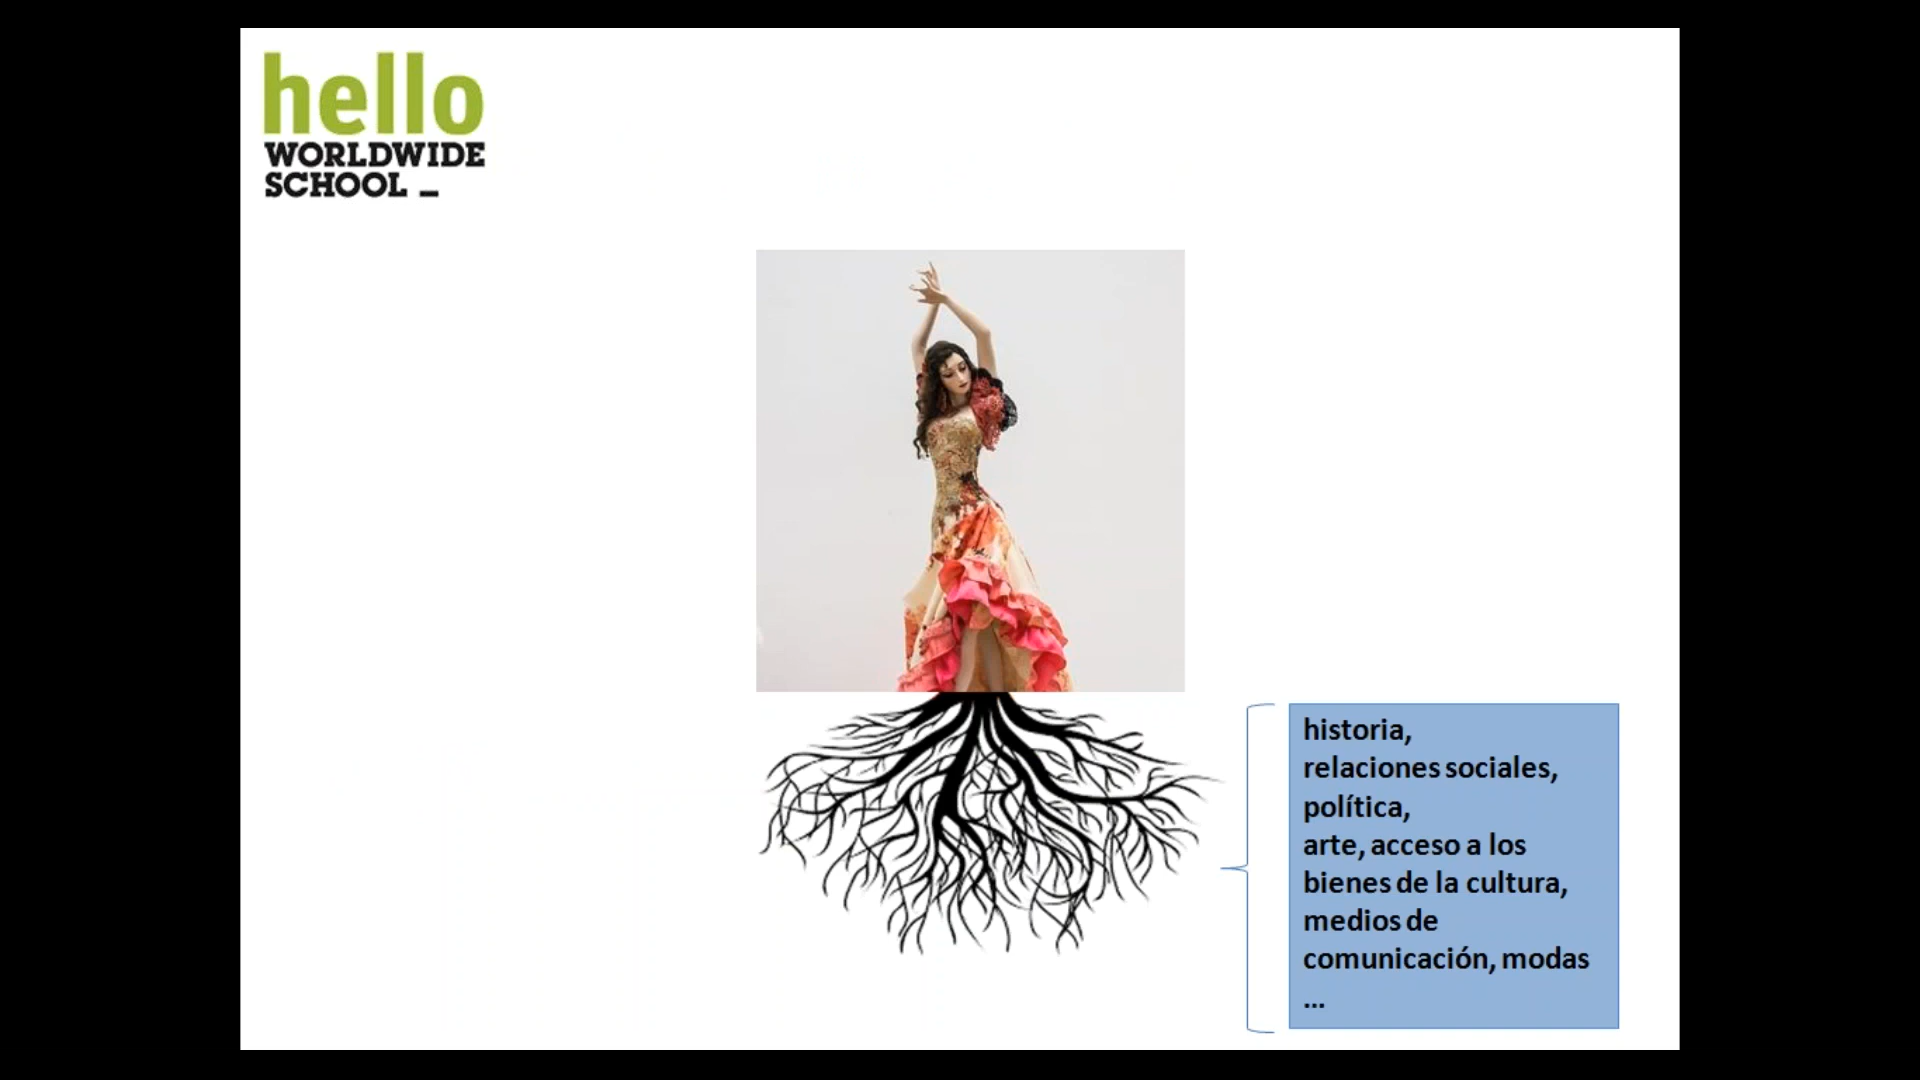 hello
WORLDWIDE
SCHOOL _
historia,
relaciones sociales,
política,
arte, acceso a los
bienes de la cultura,
medios de
comunicación, modas
...